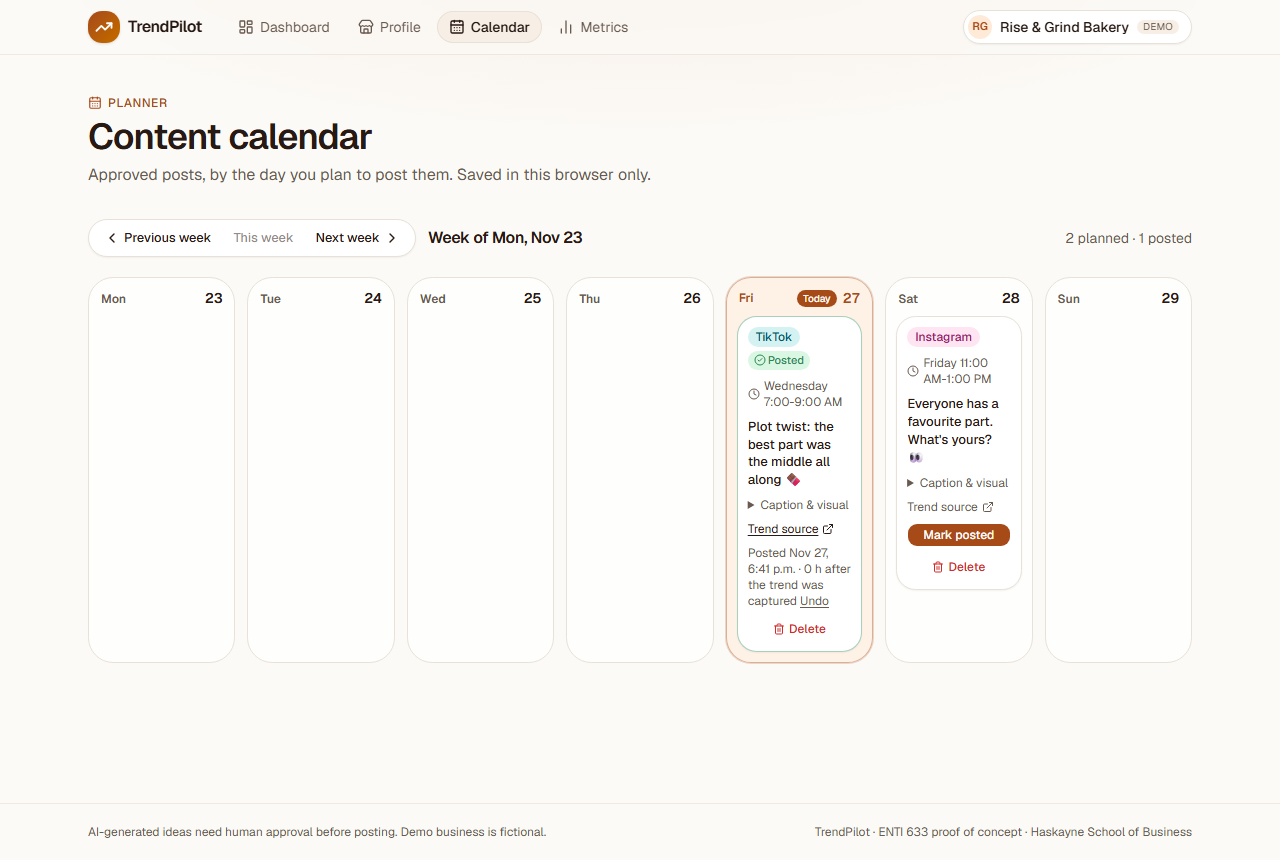 TrendPilot
Dashboard
Profile
Calendar
Metrics
RG
Rise & Grind Bakery
DEMO
PLANNER
Content calendar
Approved posts, by the day you plan to post them. Saved in this browser only.
Previous week
This week
Next week
Week of Mon, Nov 23
2 planned · 1 posted
Mon 23
Tue 24
Wed 25
Thu 26
Fri Today 27
TikTok
Posted
Wednesday
7:00-9:00 AM
Plot twist: the
best part was
the middle all
along 🍫
Caption & visual
Trend source
Posted Nov 27,
6:41 p.m. · 0 h after
the trend was
captured Undo
Delete
Sat 28
Instagram
Friday 11:00
AM-1:00 PM
Everyone has a
favourite part.
What's yours?
👀
Caption & visual
Trend source
Mark posted
Delete
Sun 29
AI-generated ideas need human approval before posting. Demo business is fictional.
TrendPilot · ENTI 633 proof of concept · Haskayne School of Business